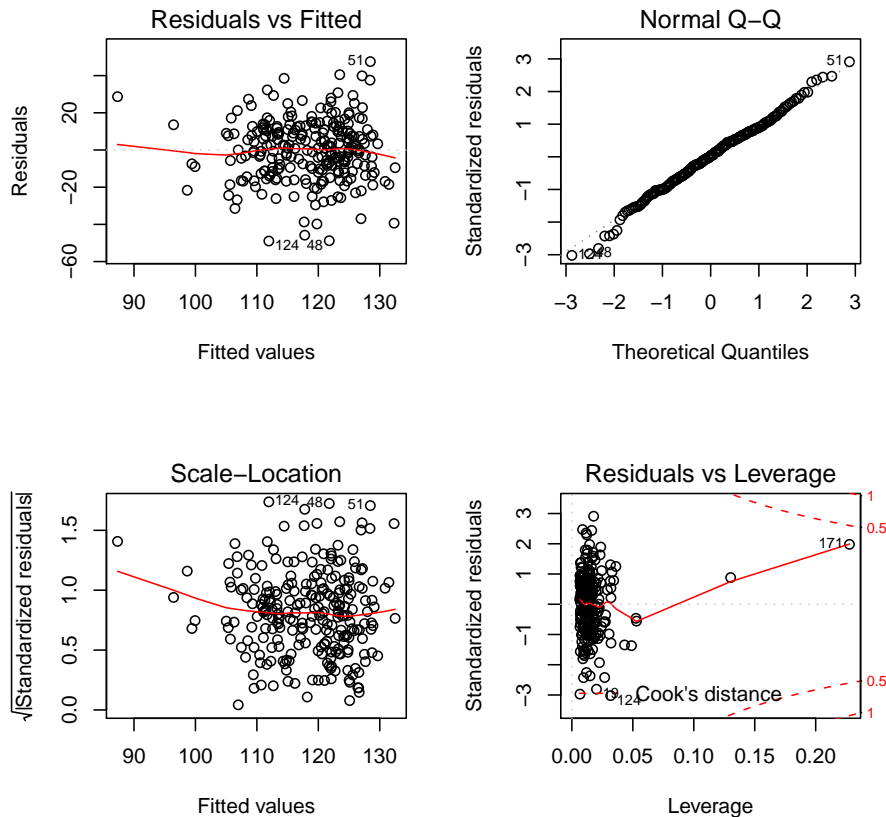 Residuals vs Fitted
Residuals
20
−20
−60
90 100 110 120 130
Fitted values
51
124 48
Normal Q−Q
Standardized residuals
3
2
1
−1
−3
−3 −2 −1 0 1 2 3
Theoretical Quantiles
51
48
Scale−Location
√|Standardized residuals|
1.5
1.0
0.5
0.0
90 100 110 120 130
Fitted values
124 48 51
Residuals vs Leverage
Standardized residuals
3
2
1
−1
−3
0.00 0.05 0.10 0.15 0.20
Leverage
171
124
Cook's distance
1
0.5
0.5
1